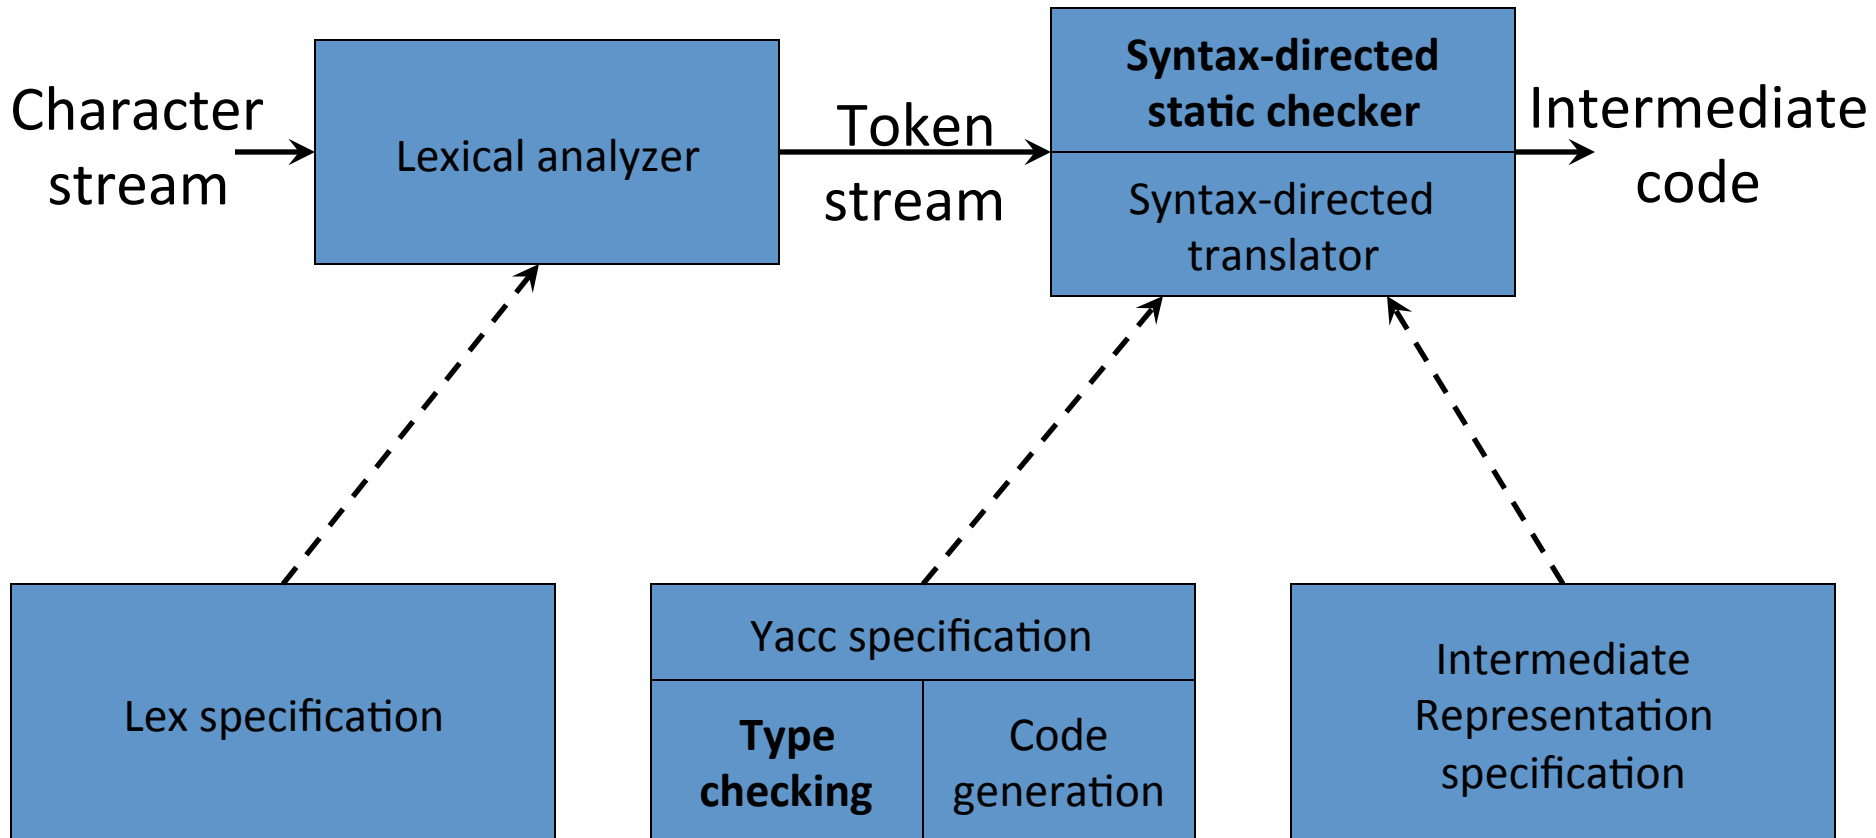 Character
stream
Lexical analyzer
Token
stream
Syntax-directed
static checker
Syntax-directed
translator
Intermediate
code
Lex specification
Yacc specification
Type
checking
Code
generation
Intermediate
Representation
specification